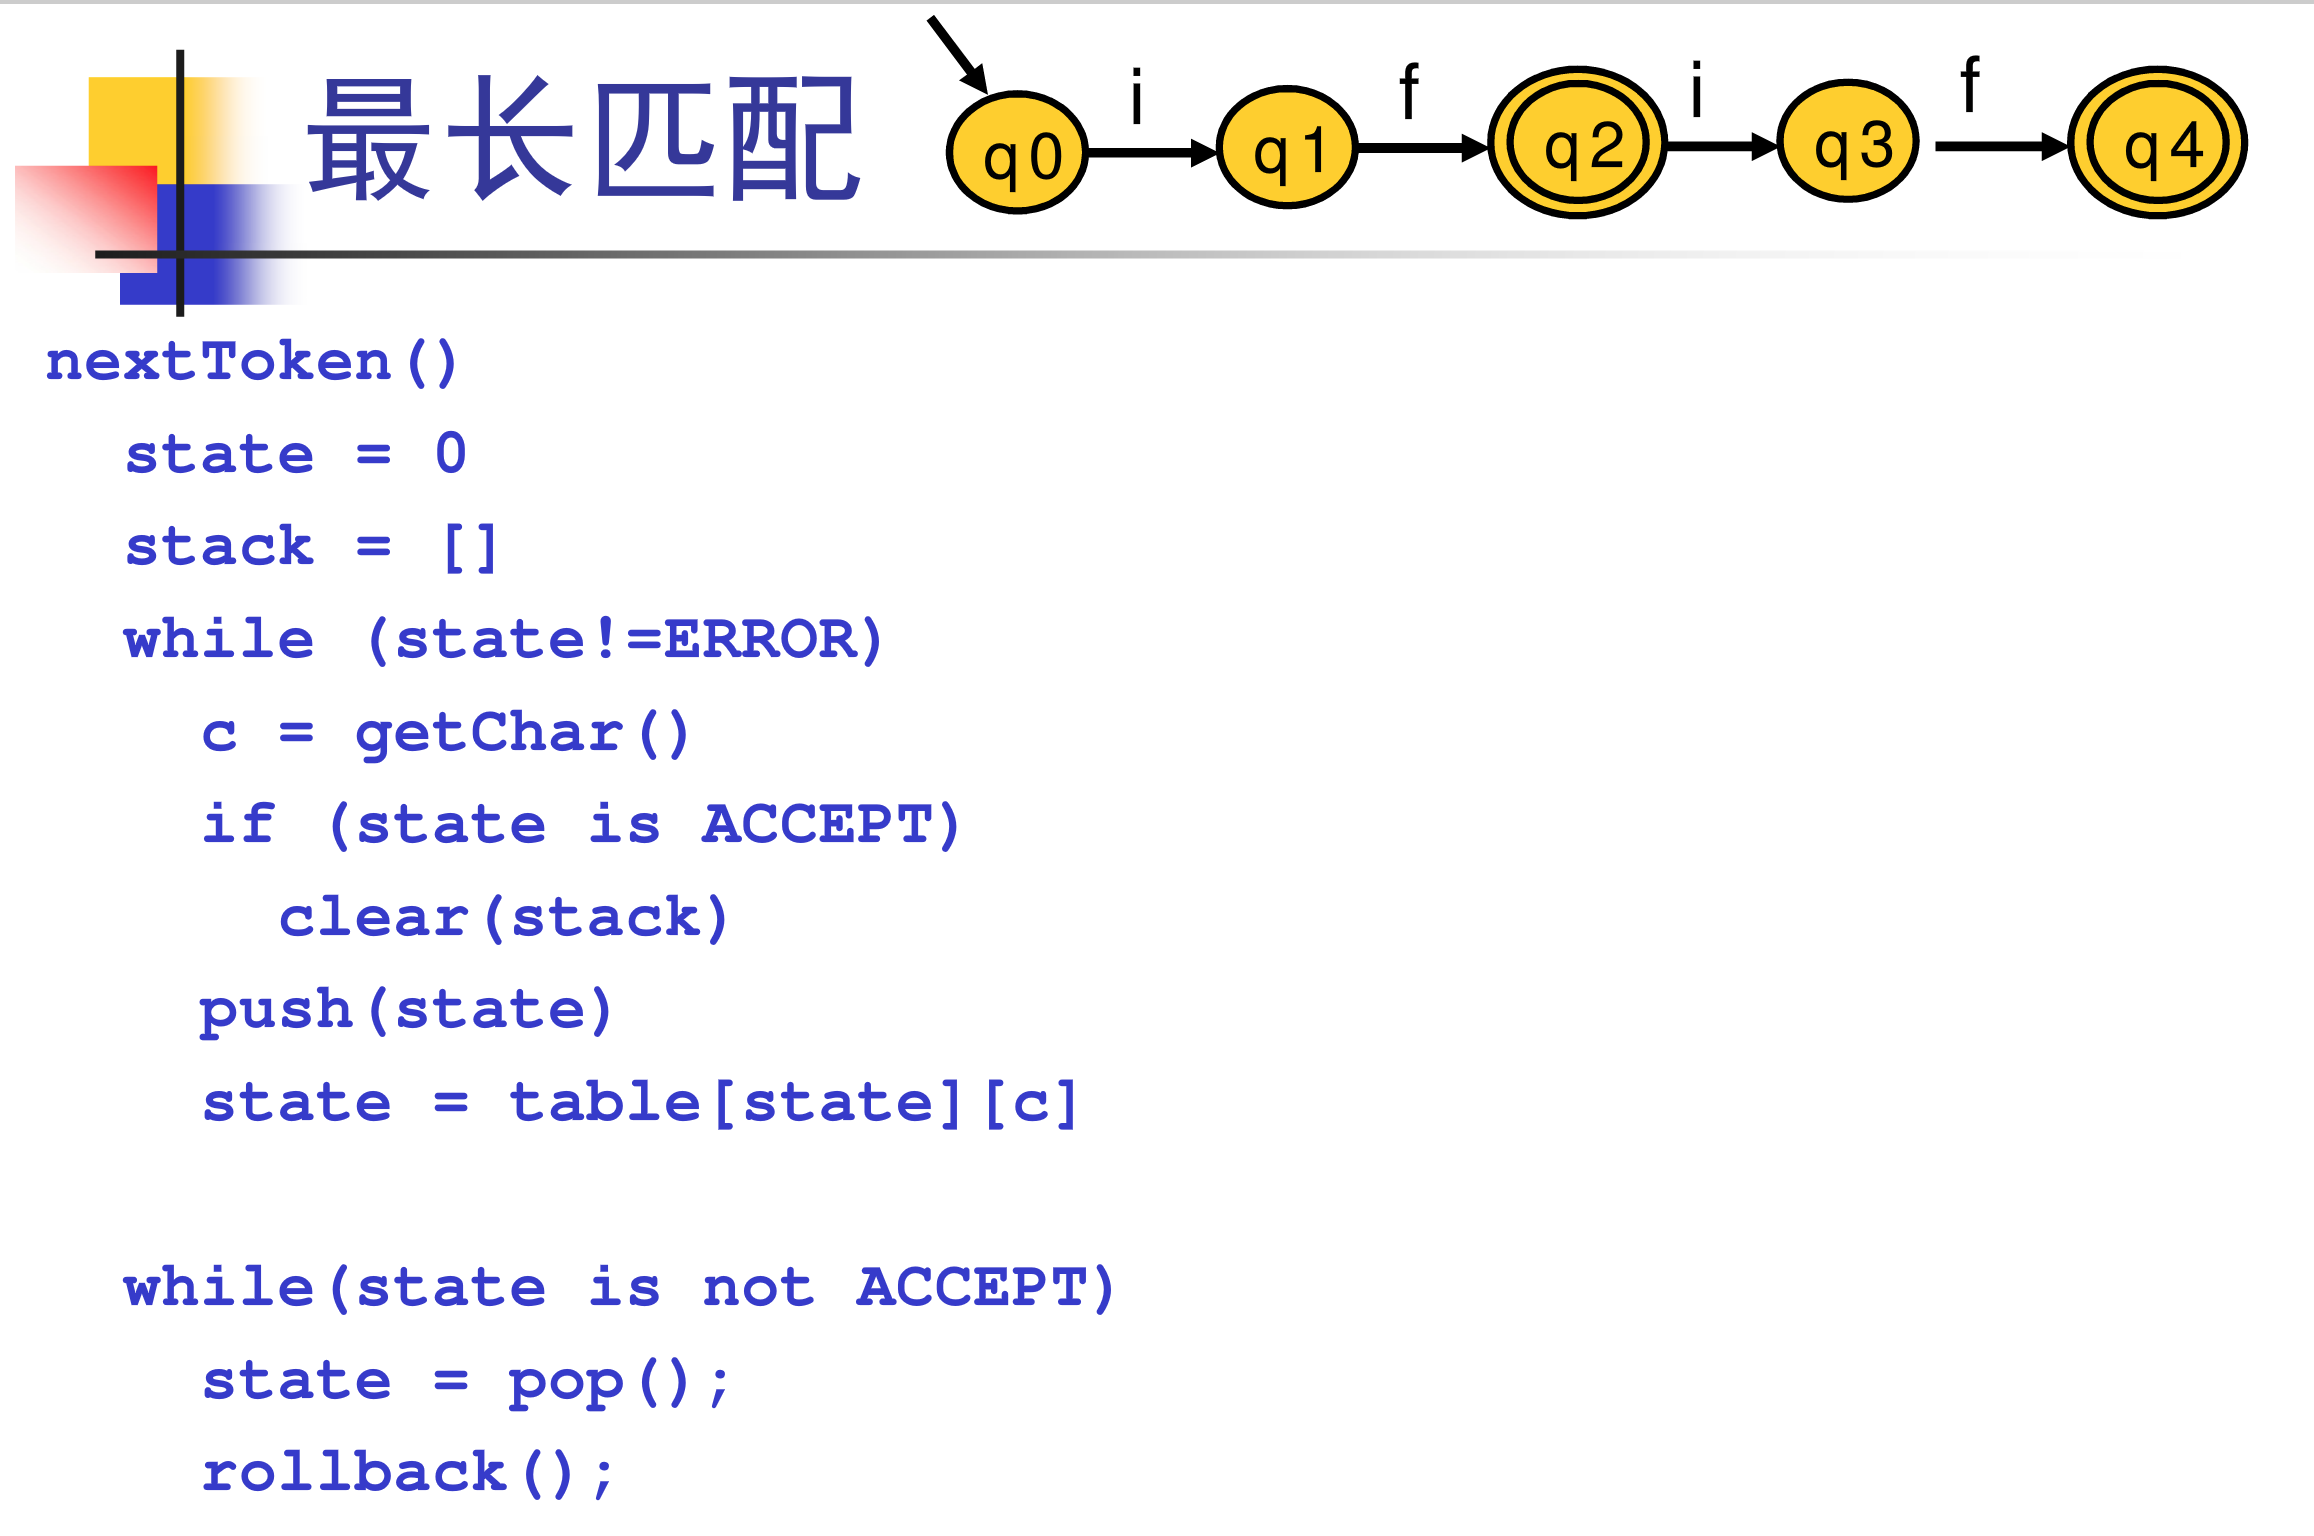 最长匹配
i f i f
q0 q1 q2 q3 q4
nextToken()
state = 0
stack = []
while (state!=ERROR)
c = getChar()
if (state is ACCEPT)
clear(stack)
push(state)
state = table[state][c]
while(state is not ACCEPT)
state = pop();
rollback();